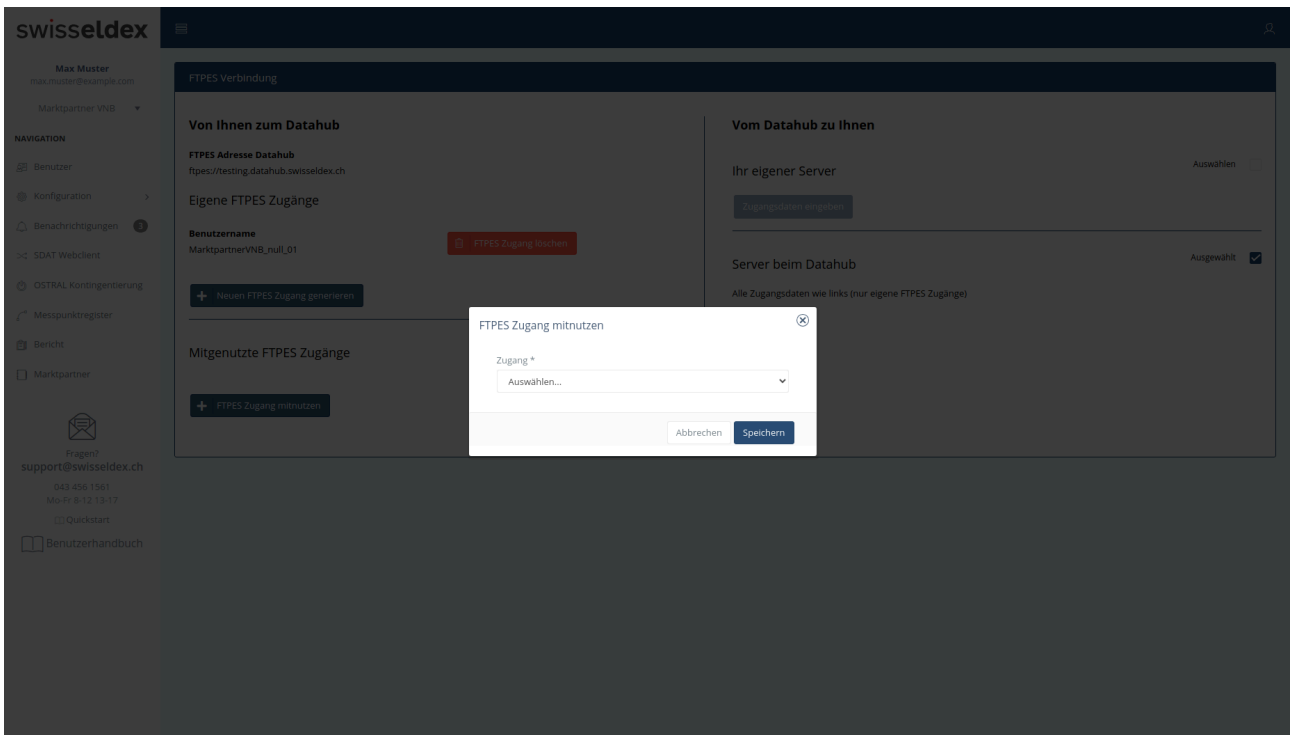 swisseldex
Max Muster
max.muster@example.com
Marktpartner VNB
NAVIGATION
Benutzer
Konfiguration
Benachrichtigungen 3
SDAT Webclient
OSTRAL Kontingentierung
Messpunktregister
Bericht
Marktpartner
Fragen?
support@swisseldex.ch
043 456 1561
Mo-Fr 8-12 13-17
Quickstart
Benutzerhandbuch
FTPES Verbindung
Von Ihnen zum Datahub
FTPES Adresse Datahub
ftpes://testing.datahub.swisseldex.ch
Eigene FTPES Zugänge
Benutzername
MarktpartnerVNB_null_01
FTPES Zugang löschen
Neuen FTPES Zugang generieren
Mitgenutzte FTPES Zugänge
FTPES Zugang mitnutzen
Vom Datahub zu Ihnen
Ihr eigener Server
Auswählen
Zugangsdaten eingeben
Server beim Datahub
Ausgewählt
Alle Zugangsdaten wie links (nur eigene FTPES Zugänge)
FTPES Zugang mitnutzen
Zugang *
Auswählen...
Abbrechen
Speichern